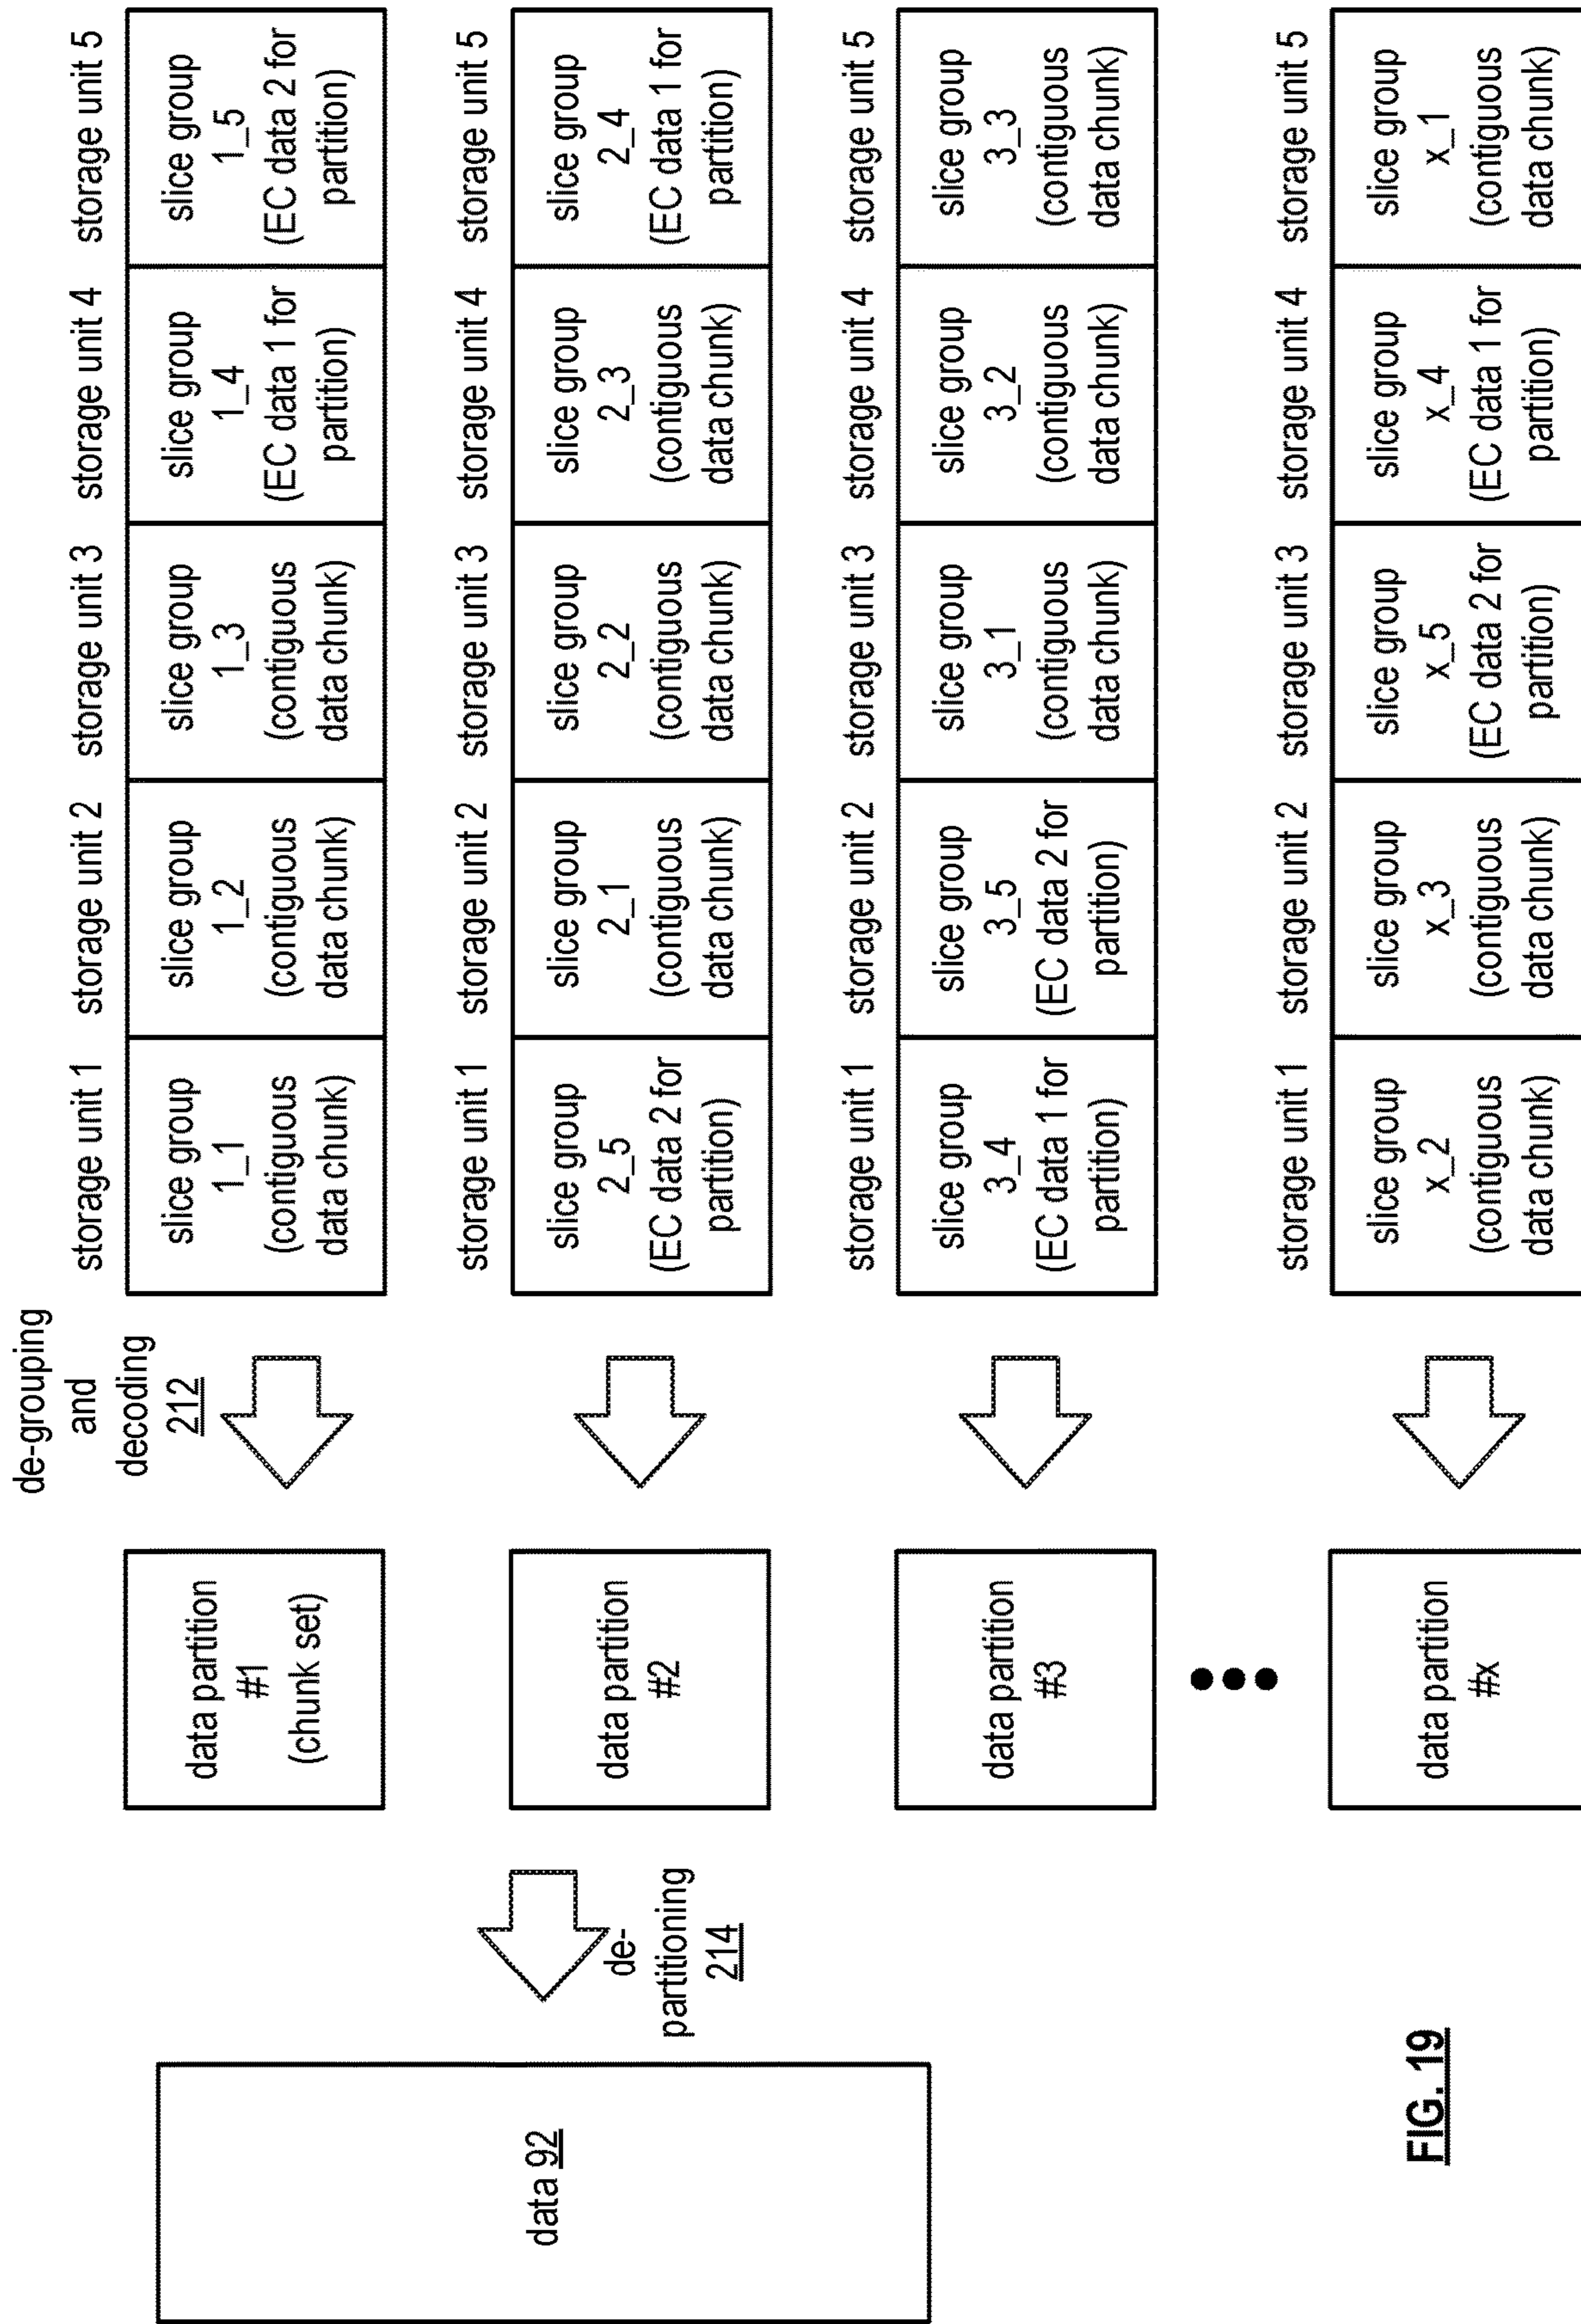 de-grouping
and
decoding
212
storage unit 1
storage unit 2
storage unit 3
storage unit 4
storage unit 5
data partition
#1
(chunk set)
slice group
1_1
(contiguous
data chunk)
slice group
1_2
(contiguous
data chunk)
slice group
1_3
(contiguous
data chunk)
slice group
1_4
(EC data 1 for
partition)
slice group
1_5
(EC data 2 for
partition)
data 92
de-
partitioning
214
storage unit 1
storage unit 2
storage unit 3
storage unit 4
storage unit 5
data partition
#2
slice group
2_5
(EC data 2 for
partition)
slice group
2_1
(contiguous
data chunk)
slice group
2_2
(contiguous
data chunk)
slice group
2_3
(contiguous
data chunk)
slice group
2_4
(EC data 1 for
partition)
storage unit 1
storage unit 2
storage unit 3
storage unit 4
storage unit 5
data partition
#3
slice group
3_4
(EC data 1 for
partition)
slice group
3_5
(EC data 2 for
partition)
slice group
3_1
(contiguous
data chunk)
slice group
3_2
(contiguous
data chunk)
slice group
3_3
(contiguous
data chunk)
storage unit 1
storage unit 2
storage unit 3
storage unit 4
storage unit 5
data partition
#x
slice group
x_2
(contiguous
data chunk)
slice group
x_3
(contiguous
data chunk)
slice group
x_5
(EC data 2 for
partition)
slice group
x_4
(EC data 1 for
partition)
slice group
x_1
(contiguous
data chunk)
FIG. 19